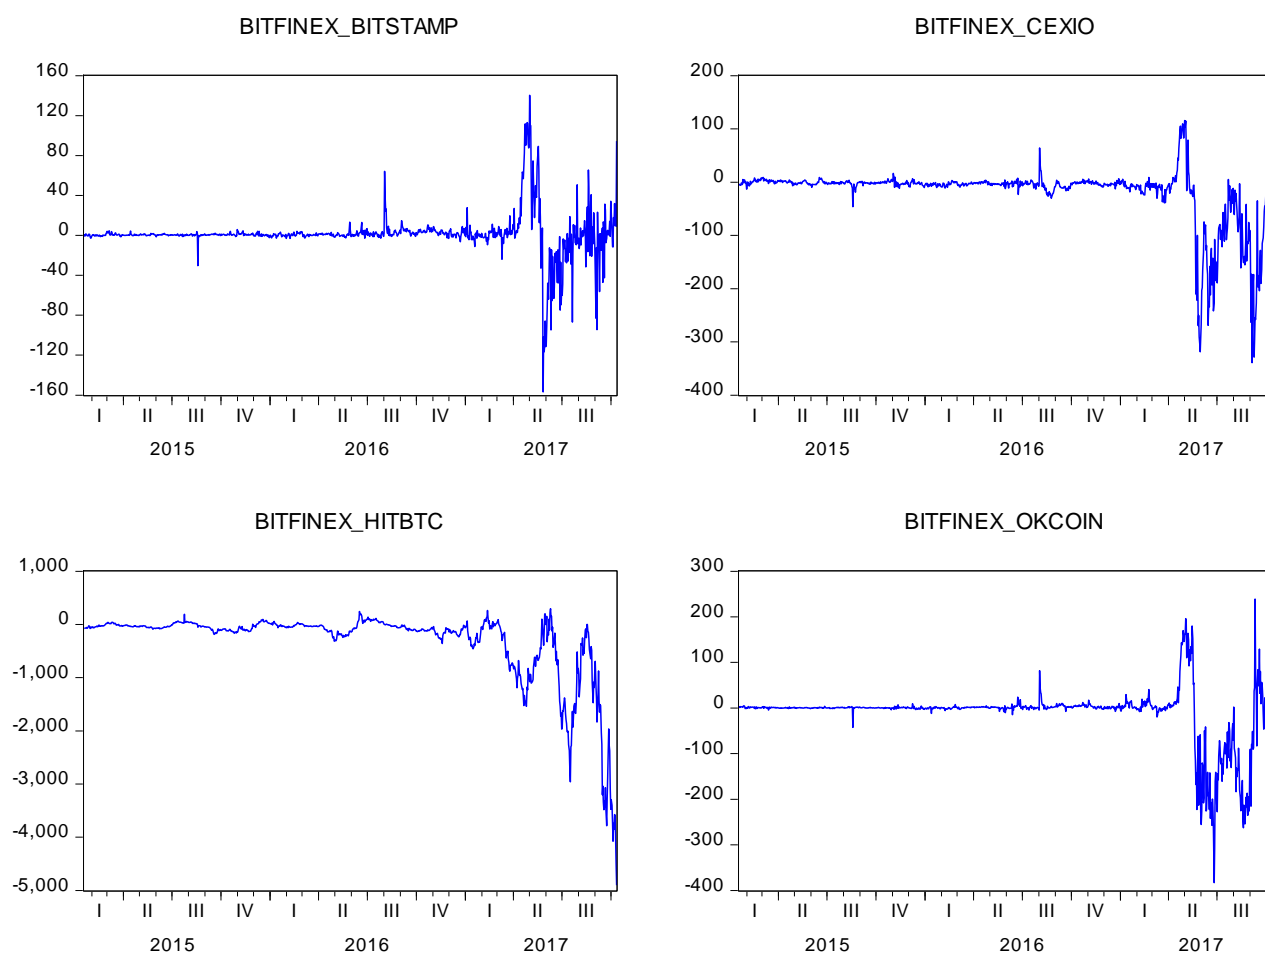 BITFINEX_BITSTAMP
160
120
80
40
0
-40
-80
-120
-160
I II III IV I II III IV I II III
2015 2016 2017
BITFINEX_CEXIO
200
100
0
-100
-200
-300
-400
I II III IV I II III IV I II III
2015 2016 2017
BITFINEX_HITBTC
1,000
0
-1,000
-2,000
-3,000
-4,000
-5,000
I II III IV I II III IV I II III
2015 2016 2017
BITFINEX_OKCOIN
300
200
100
0
-100
-200
-300
-400
I II III IV I II III IV I II III
2015 2016 2017